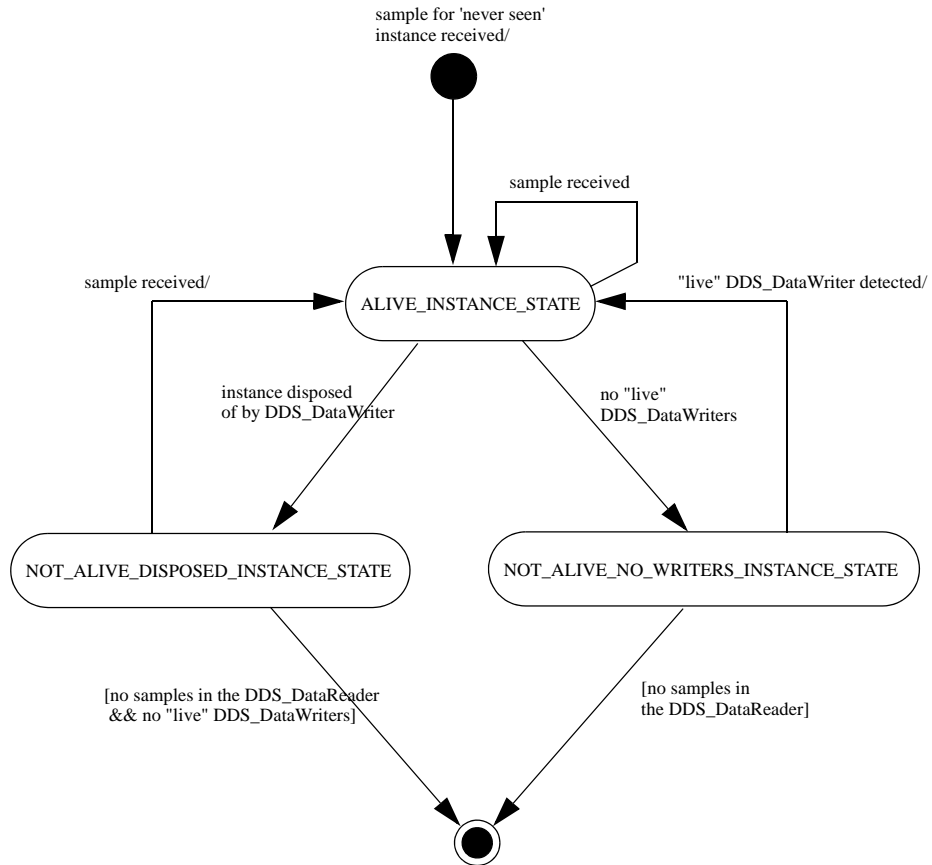 sample for 'never seen'
instance received/
sample received
sample received/
"live" DDS_DataWriter detected/
ALIVE_INSTANCE_STATE
instance disposed
of by DDS_DataWriter
no "live"
DDS_DataWriters
NOT_ALIVE_DISPOSED_INSTANCE_STATE
NOT_ALIVE_NO_WRITERS_INSTANCE_STATE
[no samples in the DDS_DataReader
&& no "live" DDS_DataWriters]
[no samples in
the DDS_DataReader]